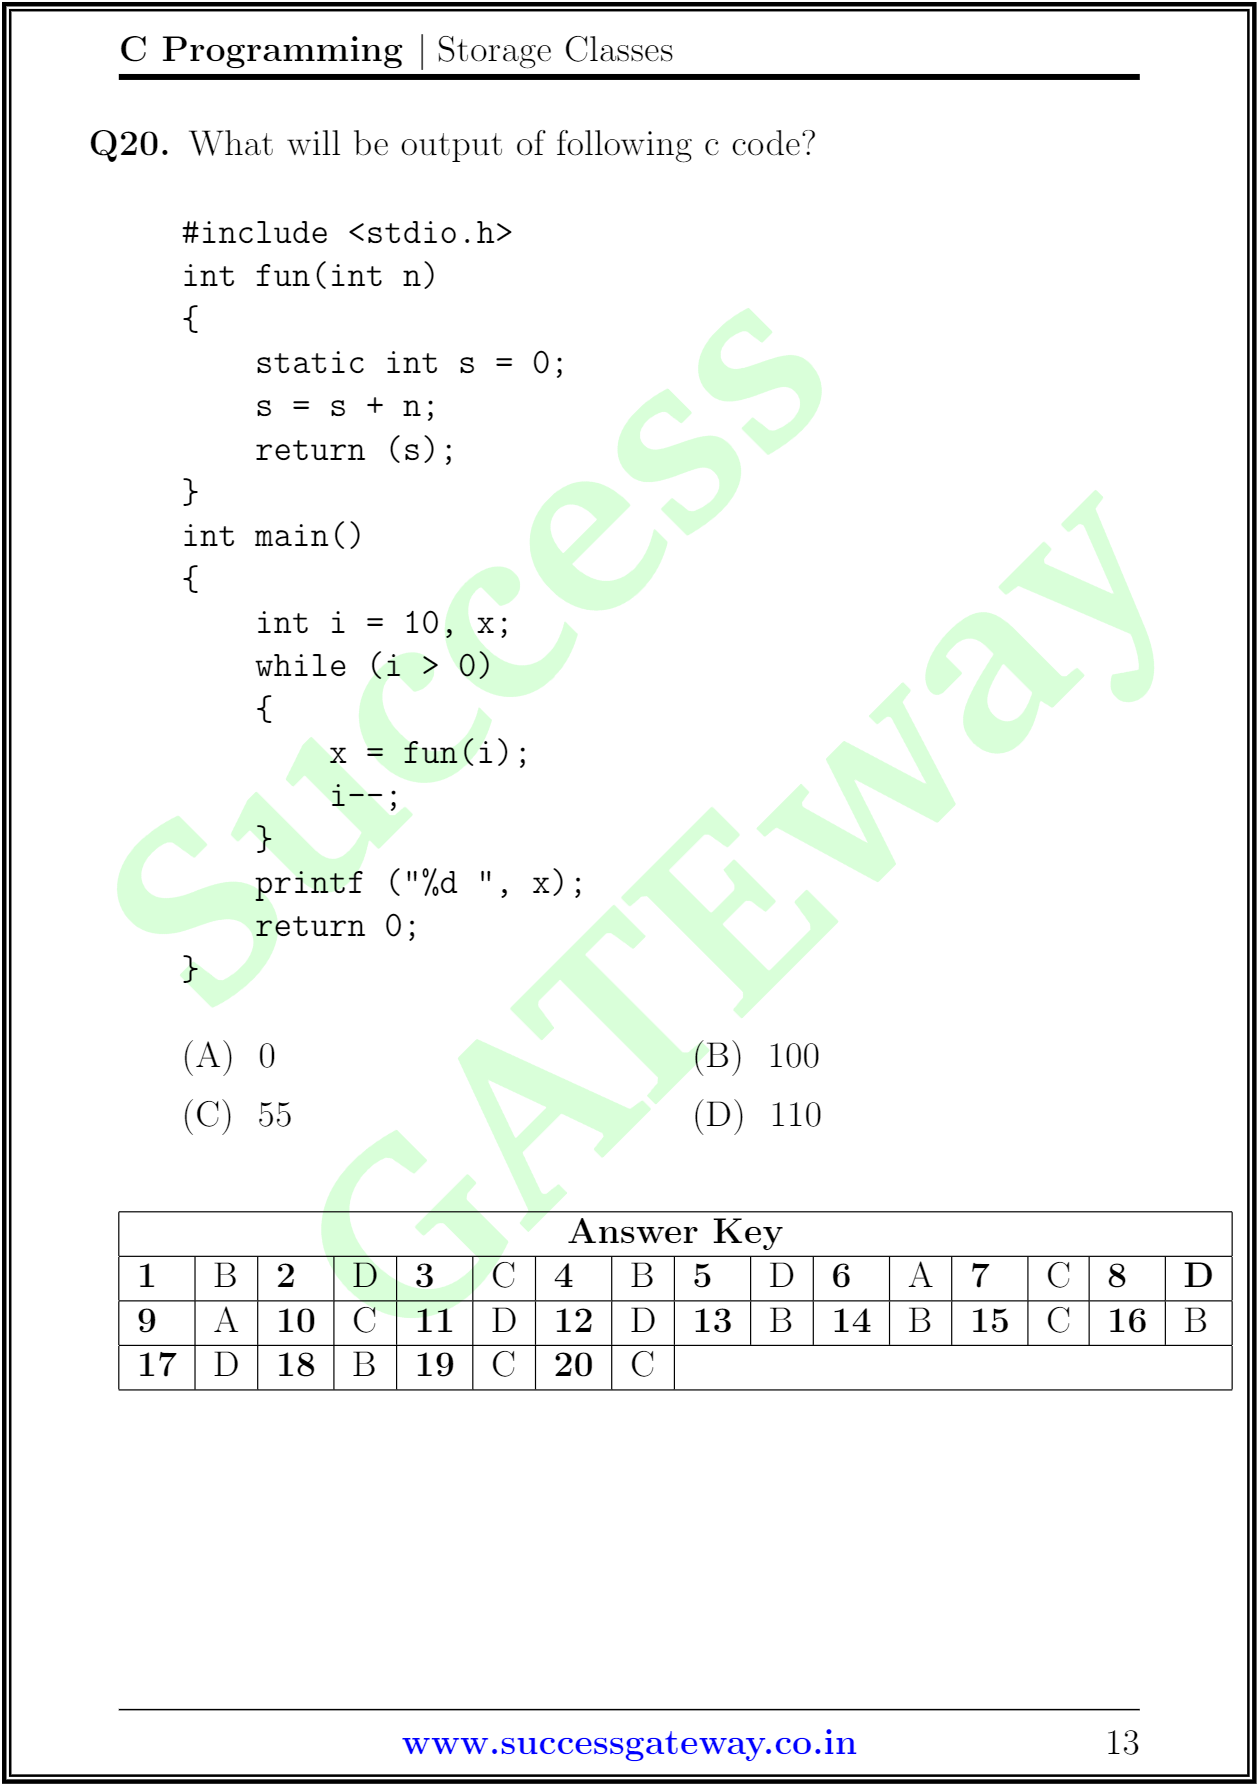 C Programming | Storage Classes
Q20. What will be output of following c code?
#include <stdio.h>
int fun(int n)
{
    static int s = 0;
    s = s + n;
    return (s);
}
int main()
{
    int i = 10, x;
    while (i > 0)
    {
        x = fun(i);
        i--;
    }
    printf ("%d ", x);
    return 0;
}
(A) 0 (B) 100
(C) 55 (D) 110
Answer Key
1 B 2 D 3 C 4 B 5 D 6 A 7 C 8 D
9 A 10 C 11 D 12 D 13 B 14 B 15 C 16 B
17 D 18 B 19 C 20 C
Success
GATEway
www.successgateway.co.in 13